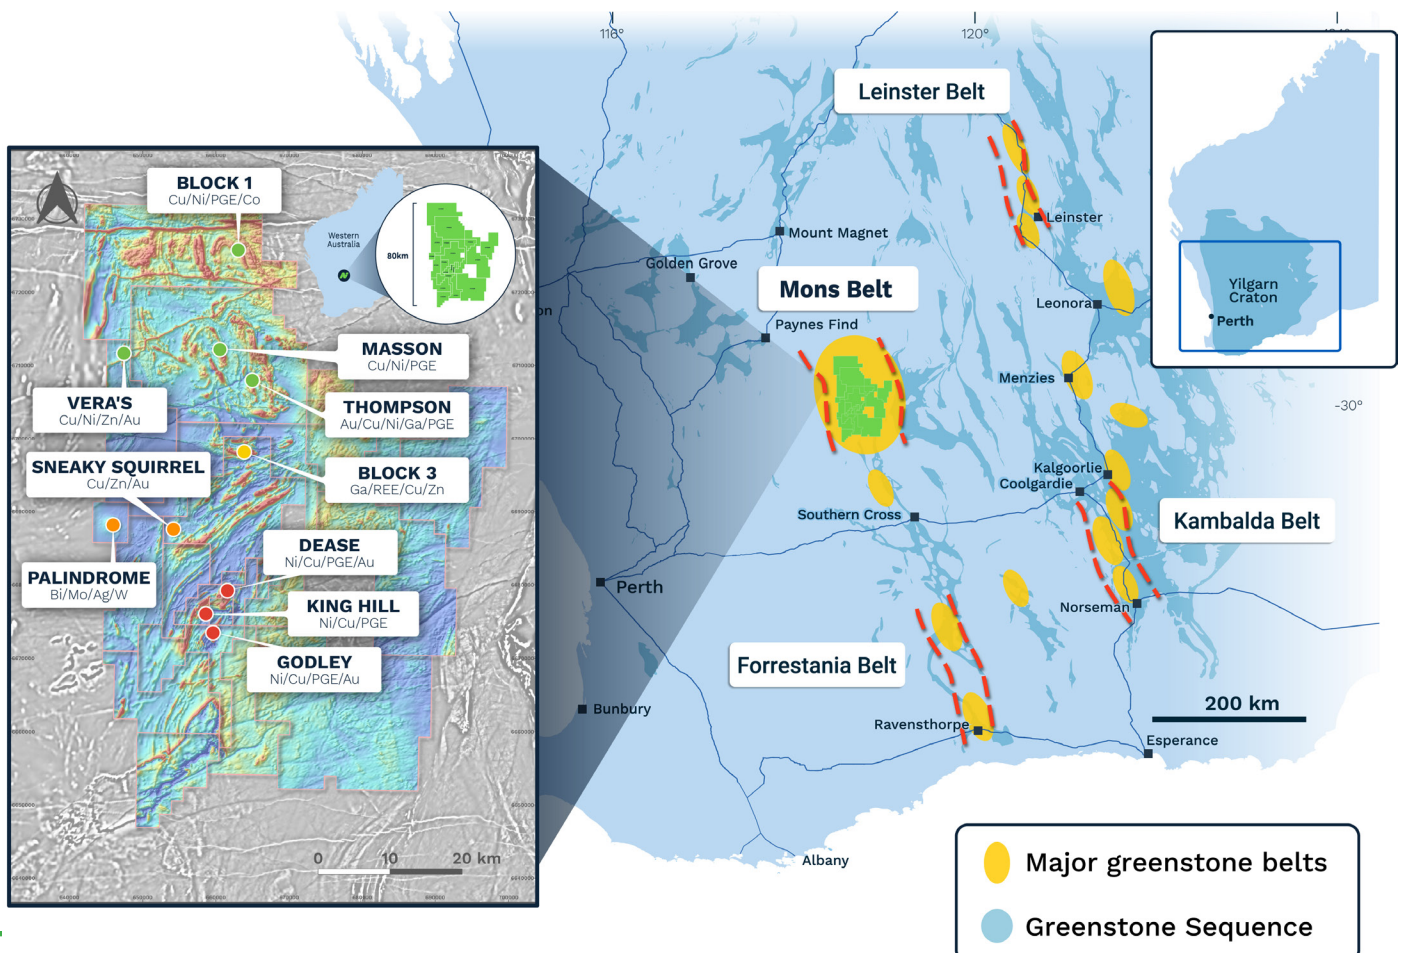 116°
120°
Leinster Belt
Leinster
Mount Magnet
Golden Grove
Mons Belt
Leonora
Paynes Find
Menzies
-30°
Kalgoorlie
Coolgardie
Southern Cross
Kambalda Belt
Perth
Norseman
Forrestania Belt
200 km
Bunbury
Ravensthorpe
Esperance
Albany
Yilgarn
Craton
Perth
Major greenstone belts
Greenstone Sequence
BLOCK 1
Cu/Ni/PGE/Co
Western
Australia
80km
MASSON
Cu/Ni/PGE
VERA'S
Cu/Ni/Zn/Au
THOMPSON
Au/Cu/Ni/Ga/PGE
SNEAKY SQUIRREL
Cu/Zn/Au
BLOCK 3
Ga/REE/Cu/Zn
DEASE
Ni/Cu/PGE/Au
PALINDROME
Bi/Mo/Ag/W
KING HILL
Ni/Cu/PGE
GODLEY
Ni/Cu/PGE/Au
0 10 20 km